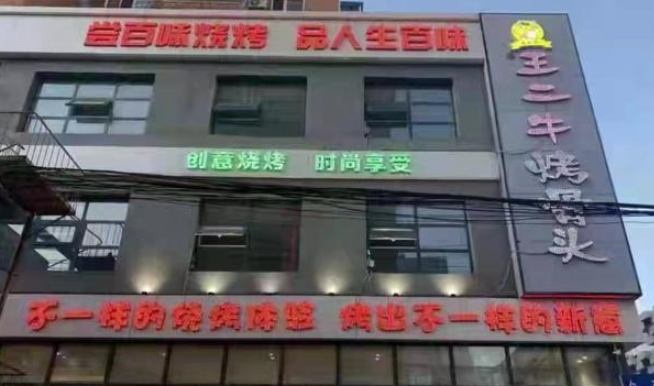 尝百味烧烤 品人生百味
王二牛烤骨头
创意烧烤 时尚享受
不一样的烧烤体验 烤出不一样的新意